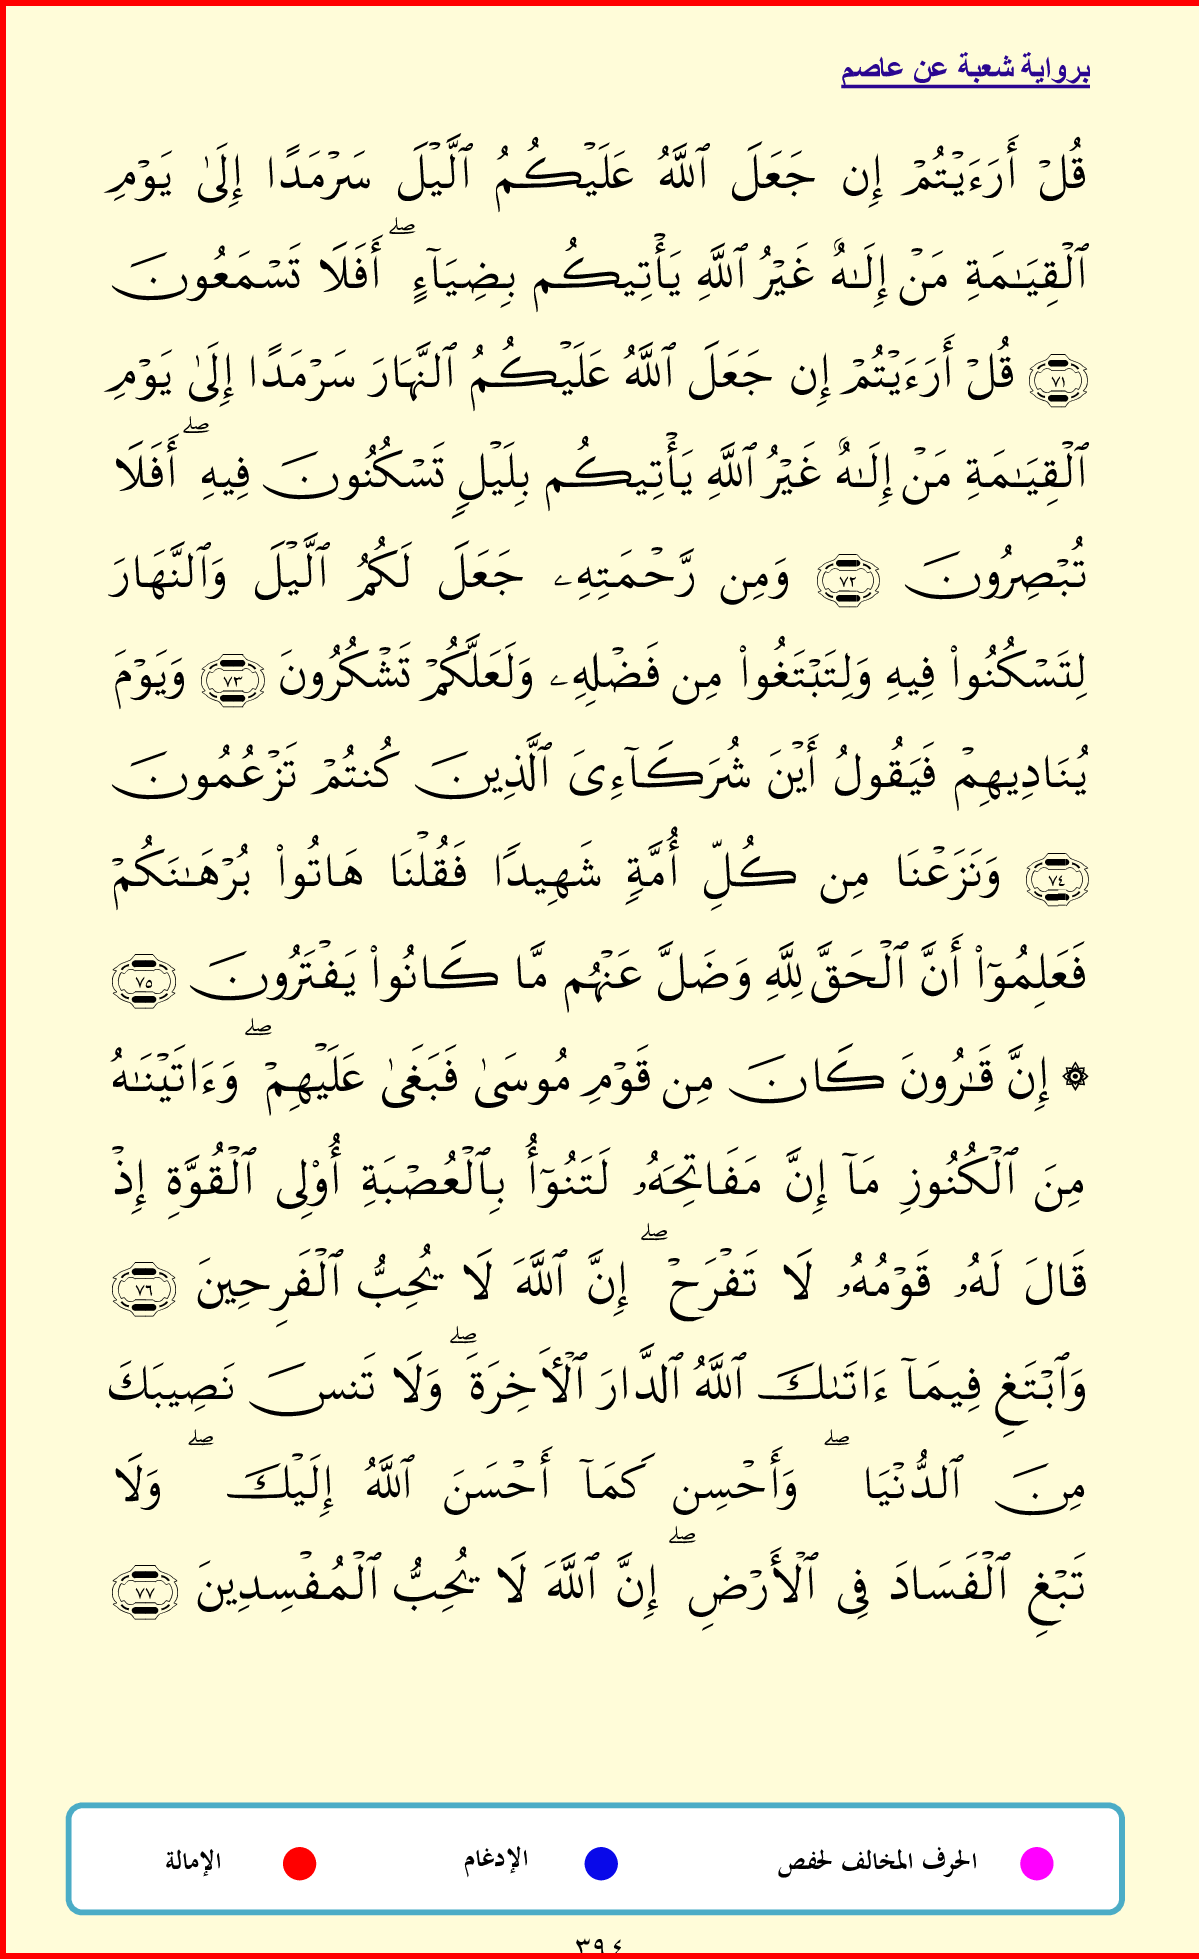 برواية شعبة عن عاصم
قُلْ أَرَءَيْتُمْ إِن جَعَلَ ٱللَّهُ عَلَيْكُمُ ٱلَّيْلَ سَرْمَدًا إِلَىٰ يَوْمِ
ٱلْقِيَـٰمَةِ مَنْ إِلَـٰهٌ غَيْرُ ٱللَّهِ يَأْتِيكُم بِضِيَآءٍ ۖ أَفَلَا تَسْمَعُونَ
٧١ قُلْ أَرَءَيْتُمْ إِن جَعَلَ ٱللَّهُ عَلَيْكُمُ ٱلنَّهَارَ سَرْمَدًا إِلَىٰ يَوْمِ
ٱلْقِيَـٰمَةِ مَنْ إِلَـٰهٌ غَيْرُ ٱللَّهِ يَأْتِيكُم بِلَيْلٍ تَسْكُنُونَ فِيهِ ۖ أَفَلَا
تُبْصِرُونَ ٧٢ وَمِن رَّحْمَتِهِۦ جَعَلَ لَكُمُ ٱلَّيْلَ وَٱلنَّهَارَ
لِتَسْكُنُوا۟ فِيهِ وَلِتَبْتَغُوا۟ مِن فَضْلِهِۦ وَلَعَلَّكُمْ تَشْكُرُونَ ٧٣ وَيَوْمَ
يُنَادِيهِمْ فَيَقُولُ أَيْنَ شُرَكَآءِىَ ٱلَّذِينَ كُنتُمْ تَزْعُمُونَ
٧٤ وَنَزَعْنَا مِن كُلِّ أُمَّةٍ شَهِيدًا فَقُلْنَا هَاتُوا۟ بُرْهَـٰنَكُمْ
فَعَلِمُوٓا۟ أَنَّ ٱلْحَقَّ لِلَّهِ وَضَلَّ عَنْهُم مَّا كَانُوا۟ يَفْتَرُونَ ٧٥
۞ إِنَّ قَـٰرُونَ كَانَ مِن قَوْمِ مُوسَىٰ فَبَغَىٰ عَلَيْهِمْ ۖ وَءَاتَيْنَـٰهُ
مِنَ ٱلْكُنُوزِ مَآ إِنَّ مَفَاتِحَهُۥ لَتَنُوٓأُ بِٱلْعُصْبَةِ أُو۟لِى ٱلْقُوَّةِ إِذْ
قَالَ لَهُۥ قَوْمُهُۥ لَا تَفْرَحْ ۖ إِنَّ ٱللَّهَ لَا يُحِبُّ ٱلْفَرِحِينَ ٧٦
وَٱبْتَغِ فِيمَآ ءَاتَىٰكَ ٱللَّهُ ٱلدَّارَ ٱلْـَٔاخِرَةَ ۖ وَلَا تَنسَ نَصِيبَكَ
مِنَ ٱلدُّنْيَا ۖ وَأَحْسِن كَمَآ أَحْسَنَ ٱللَّهُ إِلَيْكَ ۖ وَلَا
تَبْغِ ٱلْفَسَادَ فِى ٱلْأَرْضِ ۖ إِنَّ ٱللَّهَ لَا يُحِبُّ ٱلْمُفْسِدِينَ ٧٧
الحرف المخالف لحفص الإدغام الإمالة
٣٩٤